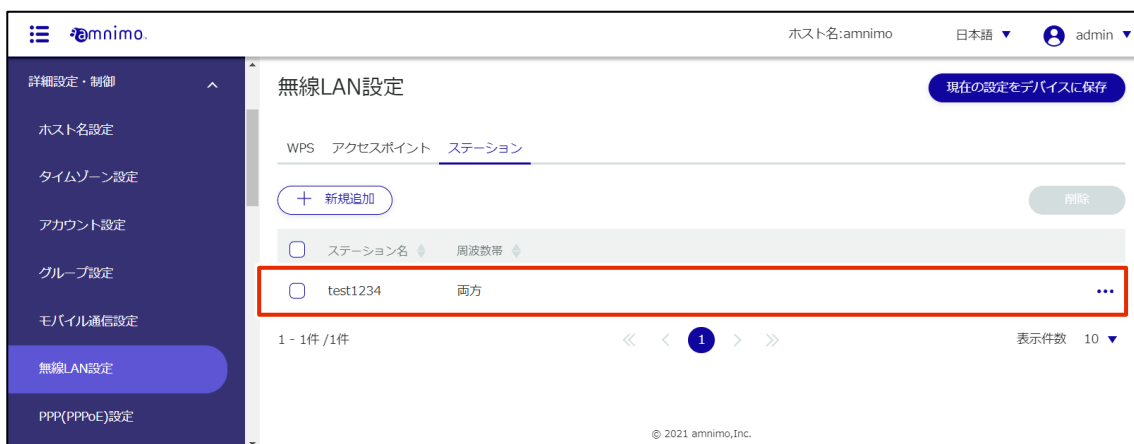 amnimo.
ホスト名:amnimo 日本語 ▼ admin ▼
詳細設定・制御
ホスト名設定
タイムゾーン設定
アカウント設定
グループ設定
モバイル通信設定
無線LAN設定
PPP(PPPoE)設定
無線LAN設定
現在の設定をデバイスに保存
WPS アクセスポイント ステーション
+ 新規追加
削除
ステーション名 周波数帯
test1234 両方 •••
1 - 1件 /1件
≪ < 1 > ≫
表示件数 10 ▼
© 2021 amnimo,Inc.